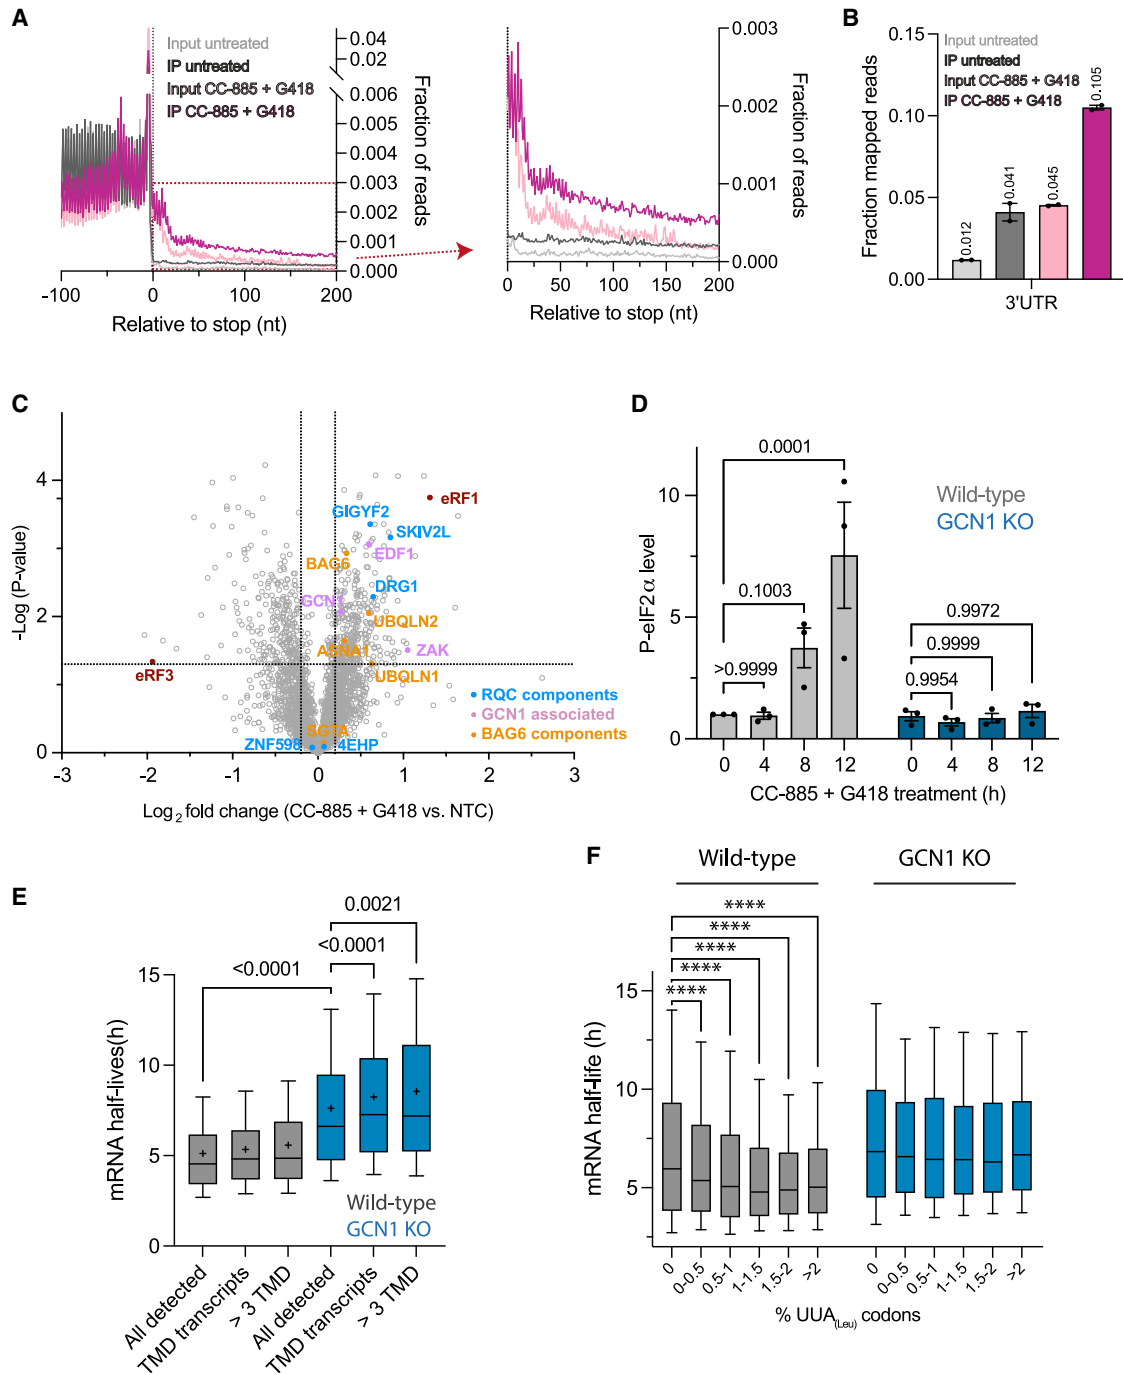 A
Input untreated
IP untreated
Input CC-885 + G418
IP CC-885 + G418
0.04
0.02
0.006
0.005
0.004
0.003
0.002
0.001
0.000
Fraction of reads
-100
0
100
200
Relative to stop (nt)
0.003
0.002
0.001
0.000
Fraction of reads
0
50
100
150
200
Relative to stop (nt)
B
Input untreated
IP untreated
Input CC-885 + G418
IP CC-885 + G418
0.15
0.10
0.05
0.00
Fraction mapped reads
0.012
0.041
0.045
0.105
3'UTR
C
4
2
0
-Log (P-value)
eRF1
GIGYF2
SKIV2L
EDF1
BAG6
DRG1
GCN1
UBQLN2
ASNA1
ZAK
eRF3
UBQLN1
RQC components
GCN1 associated
BAG6 components
SGTA
ZNF598
4EHP
-3
-2
-1
0
1
2
3
Log2 fold change (CC-885 + G418 vs. NTC)
D
0.0001
0.1003
>0.9999
Wild-type
GCN1 KO
0.9972
0.9999
0.9954
10
5
0
P-eIF2α level
0
4
8
12
0
4
8
12
CC-885 + G418 treatment (h)
E
0.0021
<0.0001
<0.0001
15
10
5
0
mRNA half-lives(h)
Wild-type
GCN1 KO
All detected
TMD transcripts
> 3 TMD
All detected
TMD transcripts
> 3 TMD
F
Wild-type
GCN1 KO
****
****
****
****
****
15
10
5
mRNA half-life (h)
0
0-0.5
0.5-1
1-1.5
1.5-2
>2
0
0-0.5
0.5-1
1-1.5
1.5-2
>2
% UUA(Leu) codons